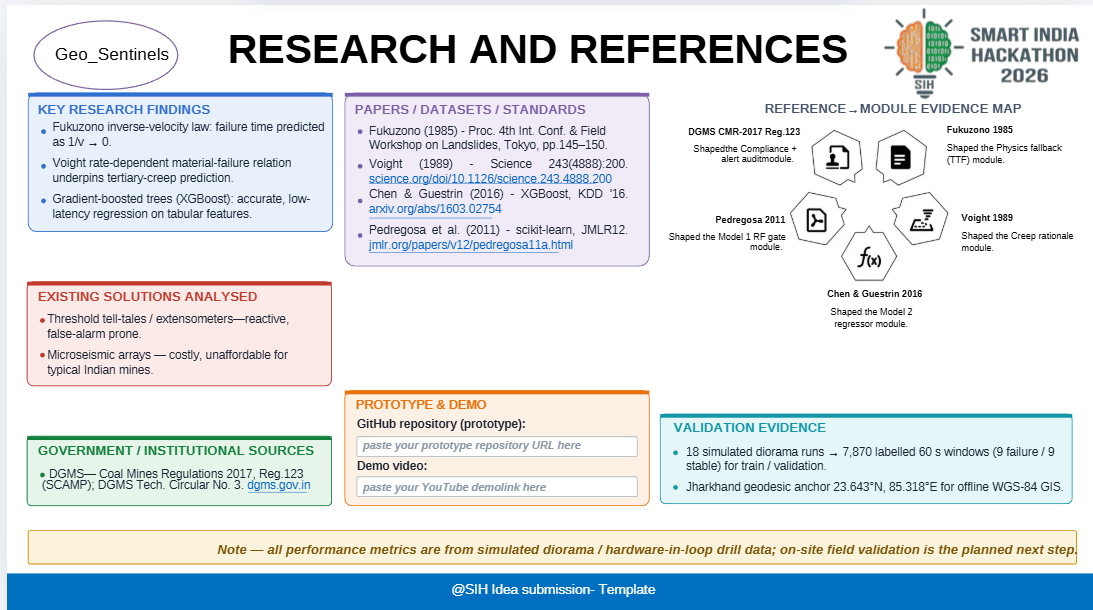 Geo_Sentinels
RESEARCH AND REFERENCES
SIH
SMART INDIA
HACKATHON
2026
KEY RESEARCH FINDINGS
• Fukuzono inverse-velocity law: failure time predicted
as 1/v → 0.
• Voight rate-dependent material-failure relation
underpins tertiary-creep prediction.
• Gradient-boosted trees (XGBoost): accurate, low-
latency regression on tabular features.
EXISTING SOLUTIONS ANALYSED
• Threshold tell-tales / extensometers—reactive,
false-alarm prone.
• Microseismic arrays — costly, unaffordable for
typical Indian mines.
GOVERNMENT / INSTITUTIONAL SOURCES
• DGMS— Coal Mines Regulations 2017, Reg.123
(SCAMP); DGMS Tech. Circular No. 3. dgms.gov.in
PAPERS / DATASETS / STANDARDS
• Fukuzono (1985) - Proc. 4th Int. Conf. & Field
Workshop on Landslides, Tokyo, pp.145–150.
• Voight (1989) - Science 243(4888):200.
science.org/doi/10.1126/science.243.4888.200
• Chen & Guestrin (2016) - XGBoost, KDD '16.
arxiv.org/abs/1603.02754
• Pedregosa et al. (2011) - scikit-learn, JMLR12.
jmlr.org/papers/v12/pedregosa11a.html
PROTOTYPE & DEMO
GitHub repository (prototype):
paste your prototype repository URL here
Demo video:
paste your YouTube demolink here
REFERENCE→MODULE EVIDENCE MAP
DGMS CMR-2017 Reg.123
Shapedthe Compliance +
alert auditmodule.
Fukuzono 1985
Shaped the Physics fallback
(TTF) module.
Pedregosa 2011
Shaped the Model 1 RF gate
module.
Voight 1989
Shaped the Creep rationale
module.
f(x)
Chen & Guestrin 2016
Shaped the Model 2
regressor module.
VALIDATION EVIDENCE
• 18 simulated diorama runs → 7,870 labelled 60 s windows (9 failure / 9
stable) for train / validation.
• Jharkhand geodesic anchor 23.643°N, 85.318°E for offline WGS-84 GIS.
Note — all performance metrics are from simulated diorama / hardware-in-loop drill data; on-site field validation is the planned next step.
@SIH Idea submission- Template